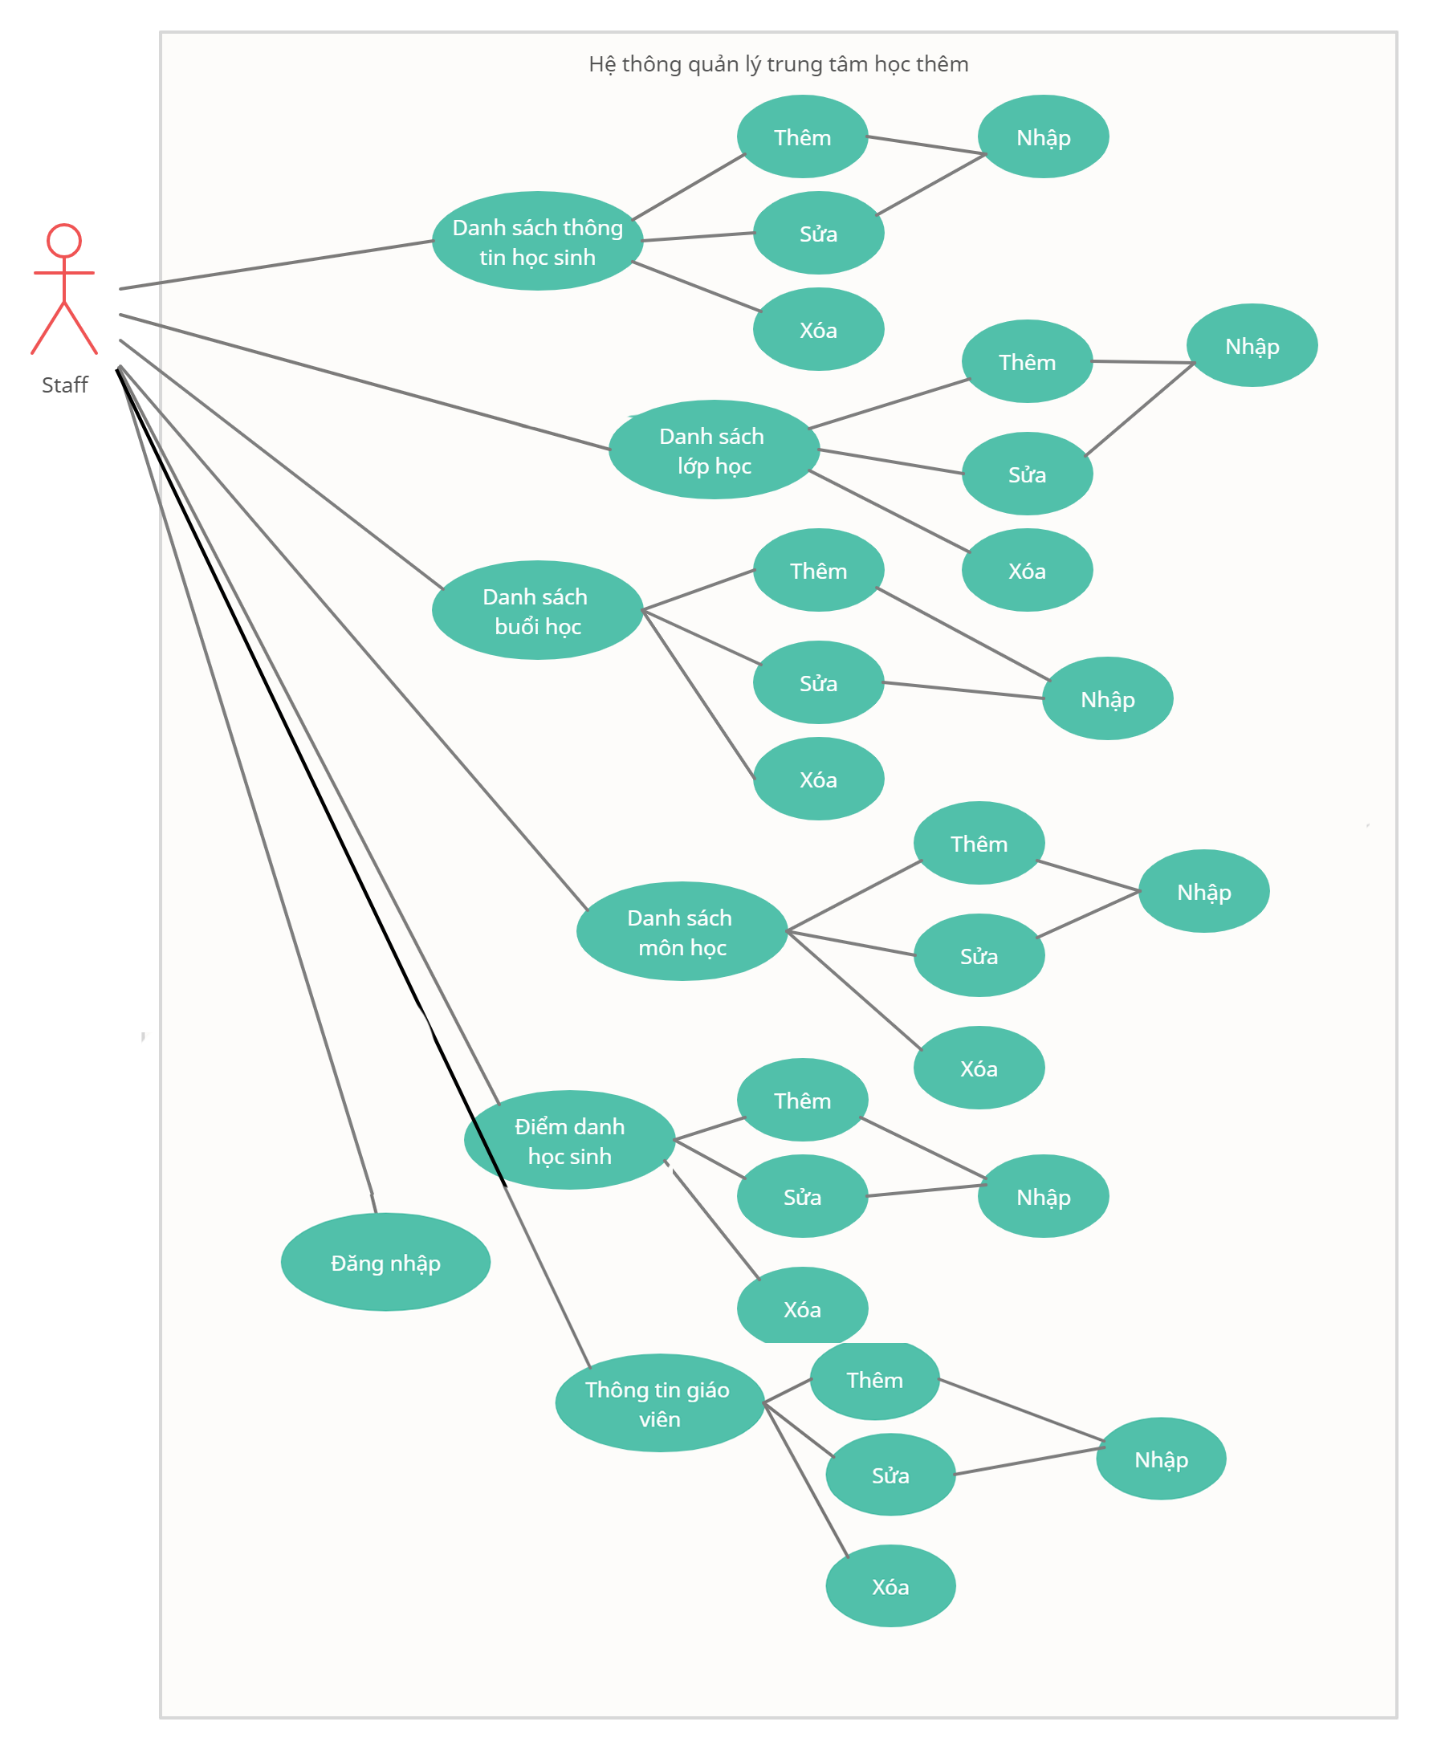 Hệ thông quản lý trung tâm học thêm
Thêm
Nhập
Danh sách thông
tin học sinh
Sửa
Xóa
Staff
Thêm
Nhập
Danh sách
lớp học
Sửa
Xóa
Danh sách
buổi học
Thêm
Sửa
Nhập
Xóa
Danh sách
môn học
Thêm
Nhập
Sửa
Xóa
Điểm danh
học sinh
Thêm
Sửa
Nhập
Xóa
Đăng nhập
Thông tin giáo
viên
Thêm
Sửa
Nhập
Xóa